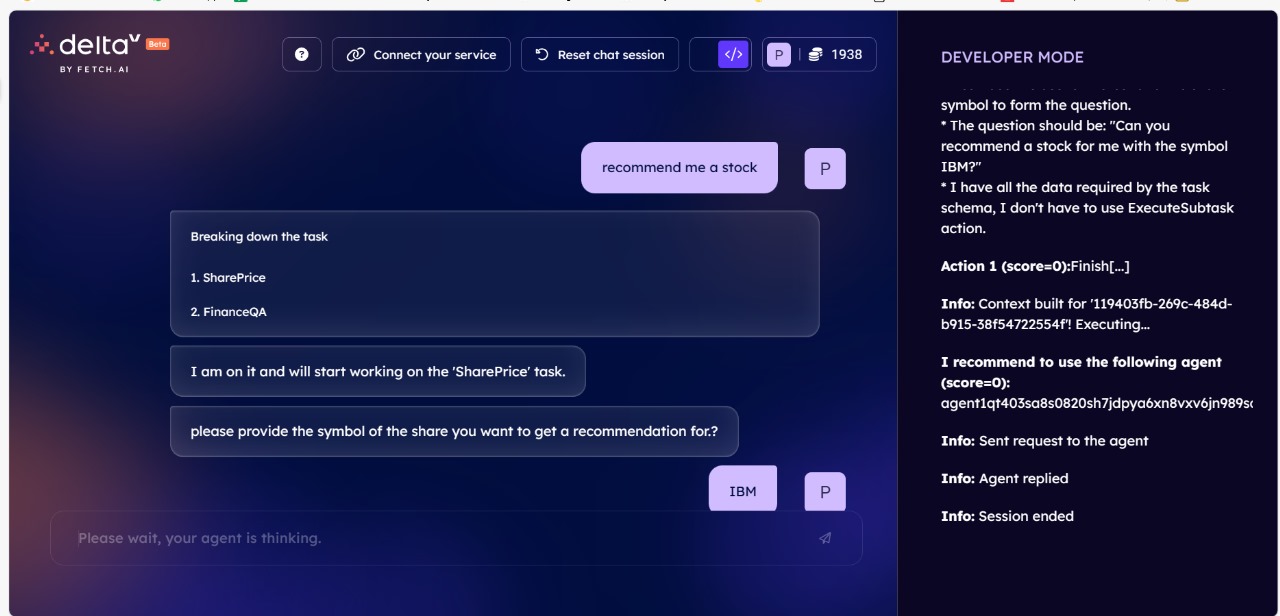 deltaV Beta
BY FETCH.AI
? Connect your service Reset chat session </> P | 1938
recommend me a stock P
Breaking down the task
1. SharePrice
2. FinanceQA
I am on it and will start working on the 'SharePrice' task.
please provide the symbol of the share you want to get a recommendation for.?
IBM P
Please wait, your agent is thinking.
DEVELOPER MODE
symbol to form the question.
* The question should be: "Can you
recommend a stock for me with the symbol
IBM?"
* I have all the data required by the task
schema, I don't have to use ExecuteSubtask
action.
Action 1 (score=0):Finish[...]
Info: Context built for '119403fb-269c-484d-
b915-38f54722554f'! Executing...
I recommend to use the following agent
(score=0):
agent1qt403sa8s0820sh7jdpya6xn8vxv6jn989s
Info: Sent request to the agent
Info: Agent replied
Info: Session ended